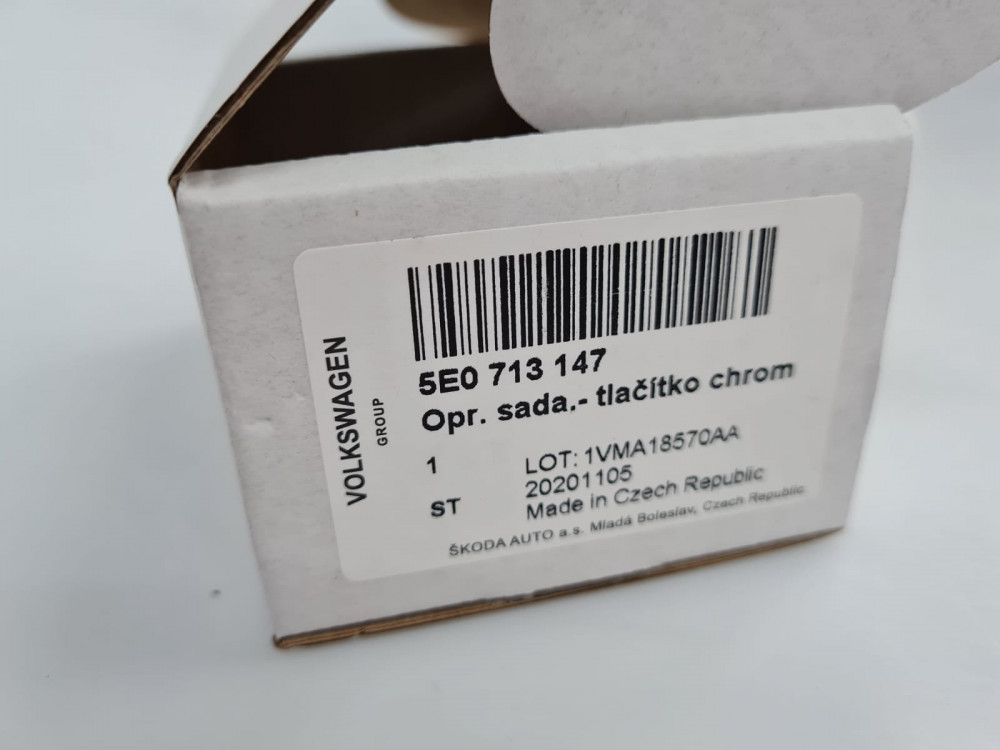 VOLKSWAGEN
GROUP
5E0 713 147
Opr. sada.- tlačítko chrom
1
LOT: 1VMA18570AA
20201105
ST
Made in Czech Republic
ŠKODA AUTO a.s. Mladá Boleslav, Czech Republic